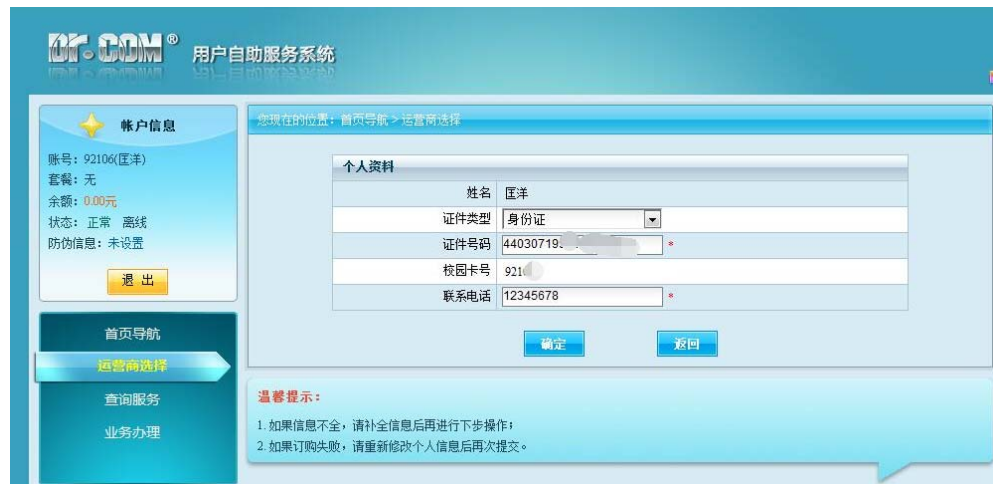 Dr.COM® 用户自助服务系统
帐户信息
账号：92106(匡洋)
套餐：无
余额：0.00元
状态：正常 离线
防伪信息：未设置
退 出
首页导航
运营商选择
查询服务
业务办理
您现在的位置：首页导航>运营商选择
个人资料
姓名 匡洋
证件类型 身份证
证件号码 44030719 *
校园卡号 921
联系电话 12345678 *
确定 返回
温馨提示：
1.如果信息不全，请补全信息后再进行下步操作；
2.如果订购失败，请重新修改个人信息后再次提交。